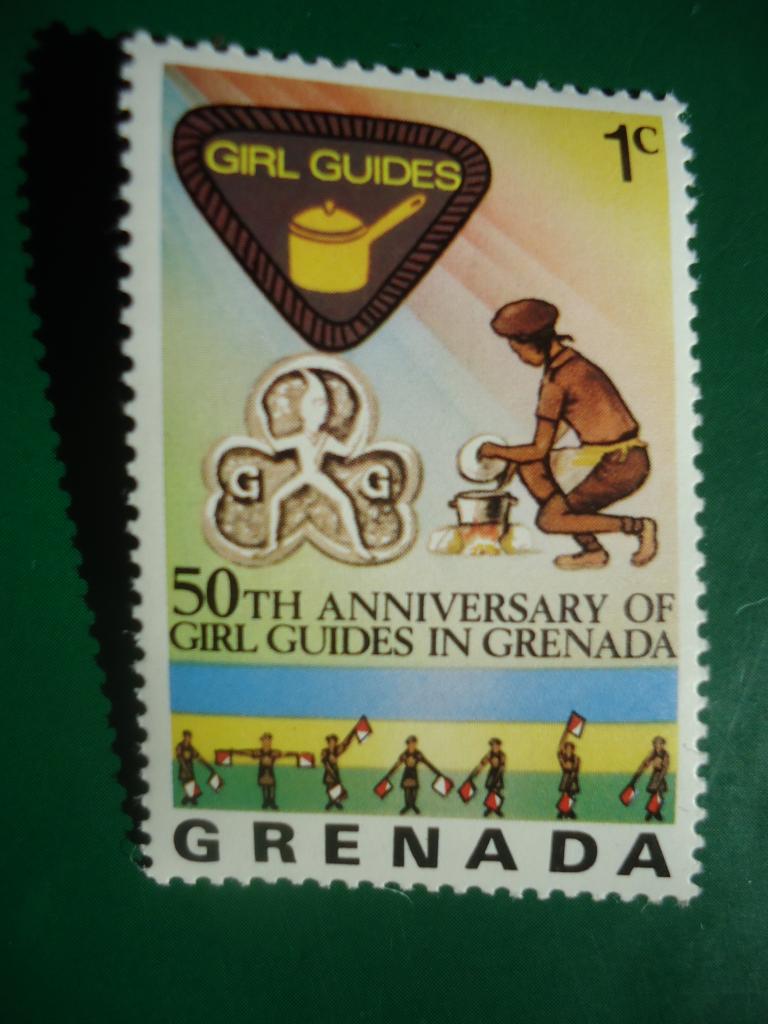 GIRL GUIDES
1c
G G
50TH ANNIVERSARY OF
GIRL GUIDES IN GRENADA
GRENADA